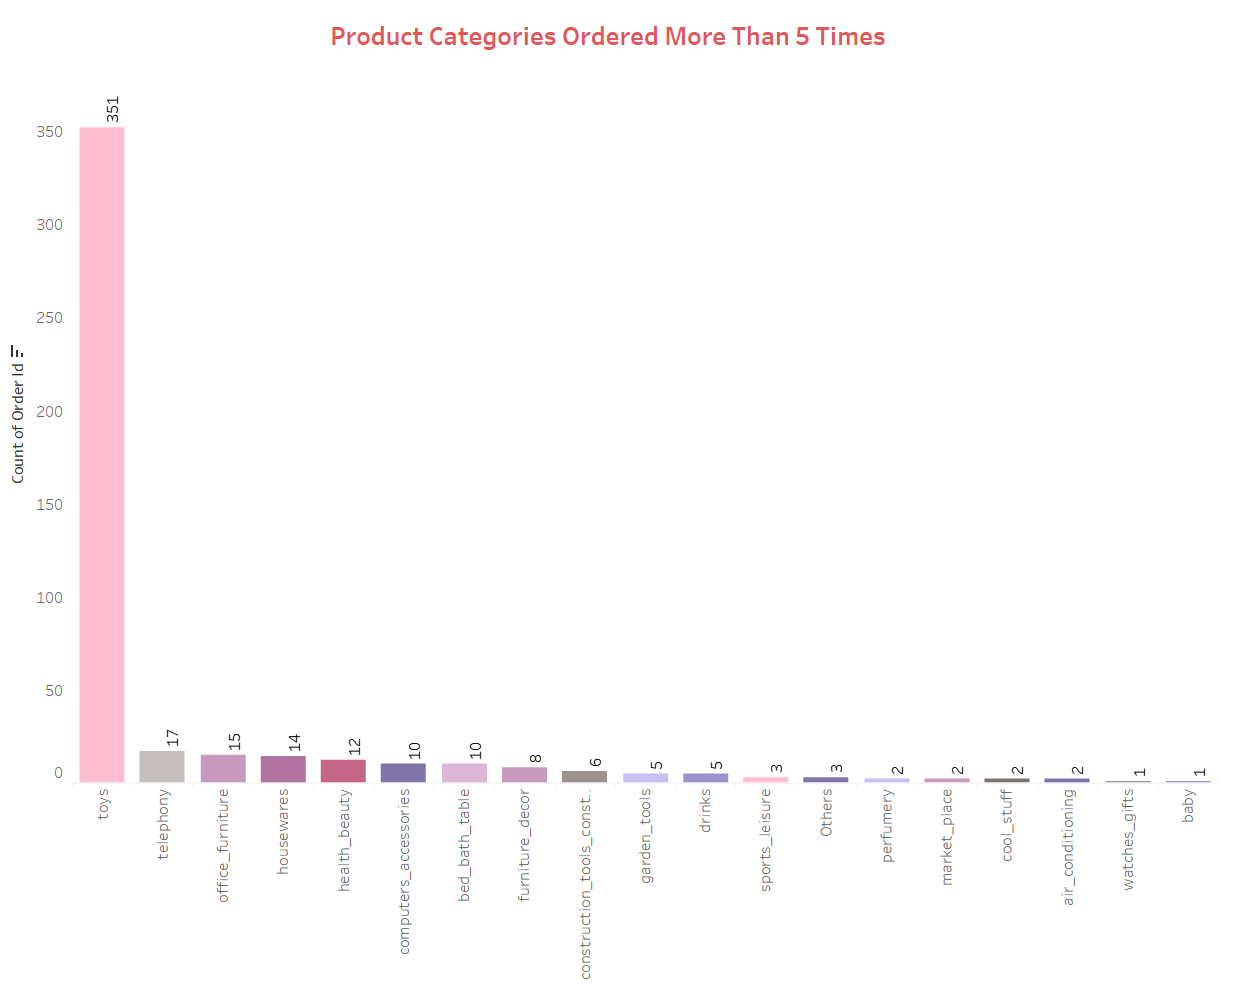 Product Categories Ordered More Than 5 Times
Count of Order Id
350
300
250
200
150
100
50
0
351
17
15
14
12
10
10
8
6
5
5
3
3
2
2
2
2
1
1
toys
telephony
office_furniture
housewares
health_beauty
computers_accessories
bed_bath_table
furniture_decor
construction_tools_const..
garden_tools
drinks
sports_leisure
Others
perfumery
market_place
cool_stuff
air_conditioning
watches_gifts
baby